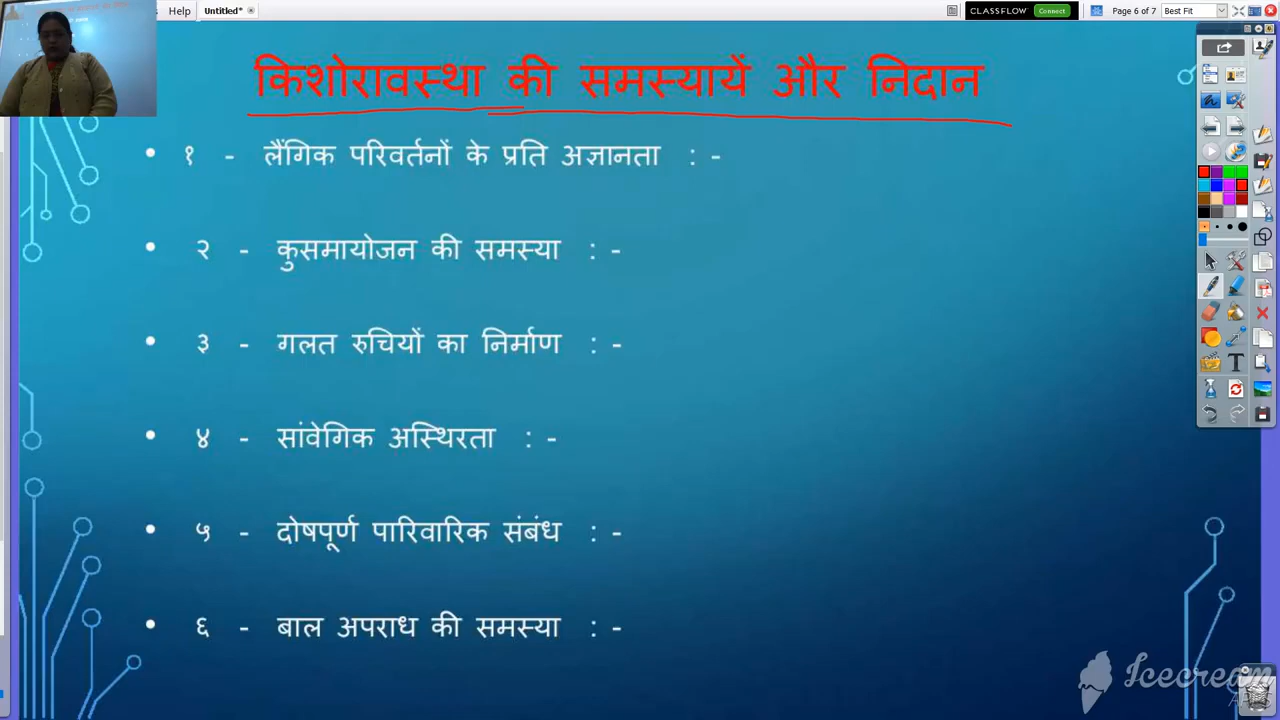 Help Untitled* CLASSFLOW Connect Page 6 of 7 Best Fit
किशोरावस्था की समस्यायें और निदान
• १ - लैंगिक परिवर्तनों के प्रति अज्ञानता : -
• २ - कुसमायोजन की समस्या : -
• ३ - गलत रुचियों का निर्माण : -
• ४ - सांवेगिक अस्थिरता : -
• ५ - दोषपूर्ण पारिवारिक संबंध : -
• ६ - बाल अपराध की समस्या : -
Icecream
APPS